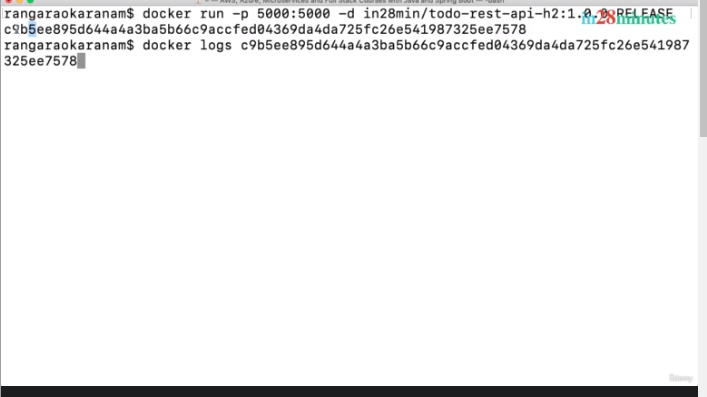 AWS, Azure, Microservices and Full Stack Courses with Java and Spring Boot — -bash
rangaraokaranam$ docker run -p 5000:5000 -d in28min/todo-rest-api-h2:1.0.0.RELEASE
in28minutes
c9b5ee895d644a4a3ba5b66c9accfed04369da4da725fc26e541987325ee7578
rangaraokaranam$ docker logs c9b5ee895d644a4a3ba5b66c9accfed04369da4da725fc26e541987
325ee7578
Udemy